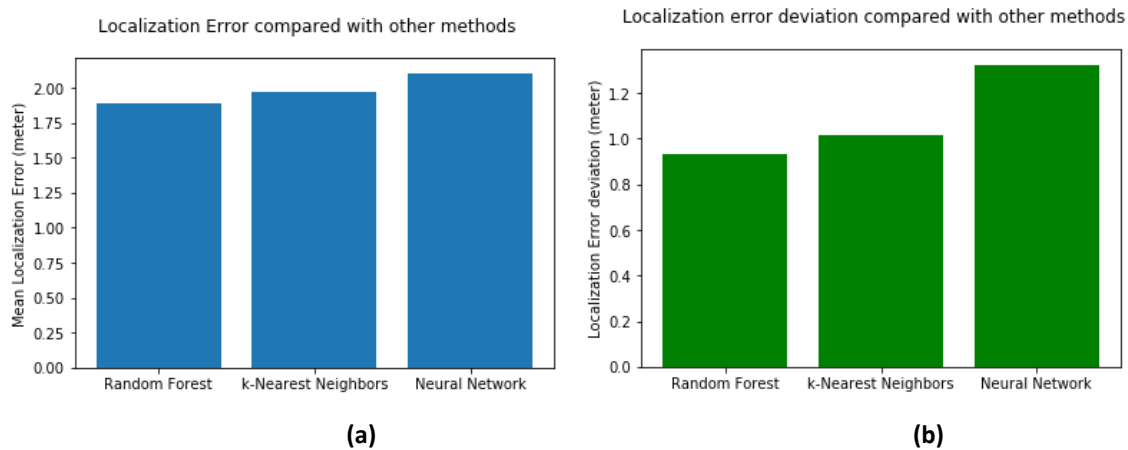 Localization Error compared with other methods
Mean Localization Error (meter)
2.00
1.75
1.50
1.25
1.00
0.75
0.50
0.25
0.00
Random Forest k-Nearest Neighbors Neural Network
(a)
Localization error deviation compared with other methods
Localization Error deviation (meter)
1.2
1.0
0.8
0.6
0.4
0.2
0.0
Random Forest k-Nearest Neighbors Neural Network
(b)